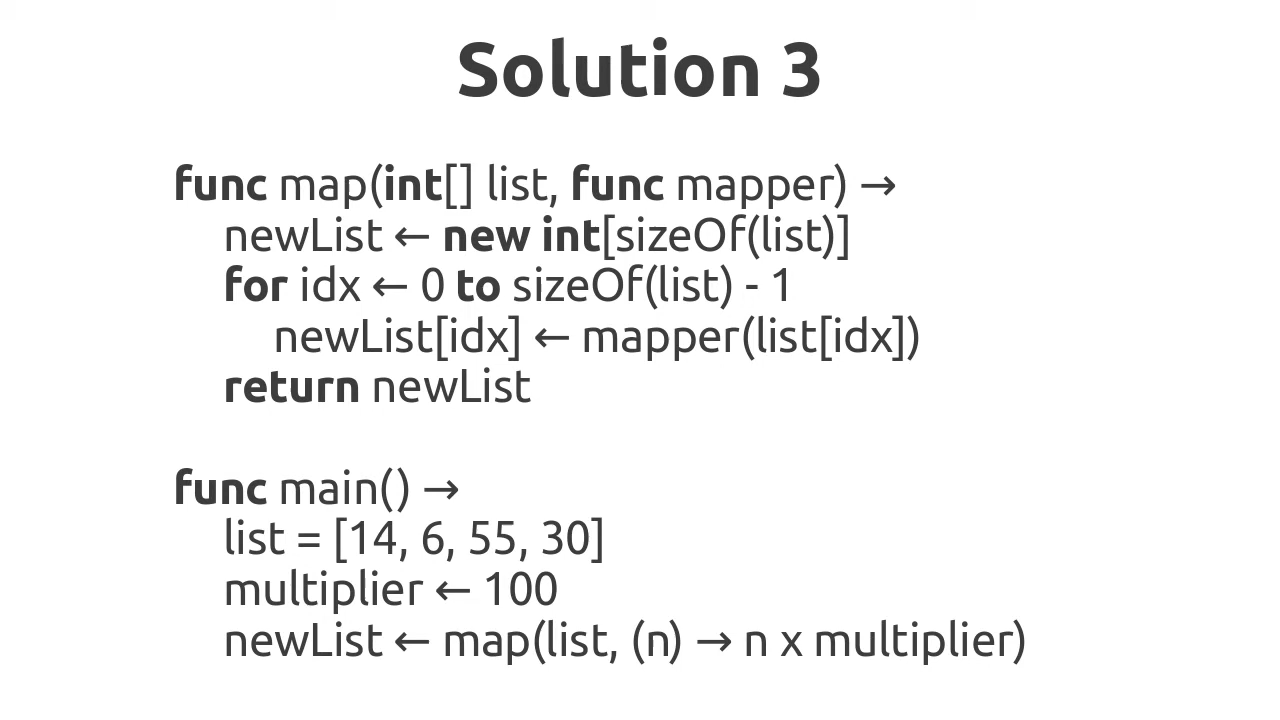 Solution 3
func map(int[] list, func mapper) →
newList ← new int[sizeOf(list)]
for idx ← 0 to sizeOf(list) - 1
newList[idx] ← mapper(list[idx])
return newList
func main() →
list = [14, 6, 55, 30]
multiplier ← 100
newList ← map(list, (n) → n x multiplier)